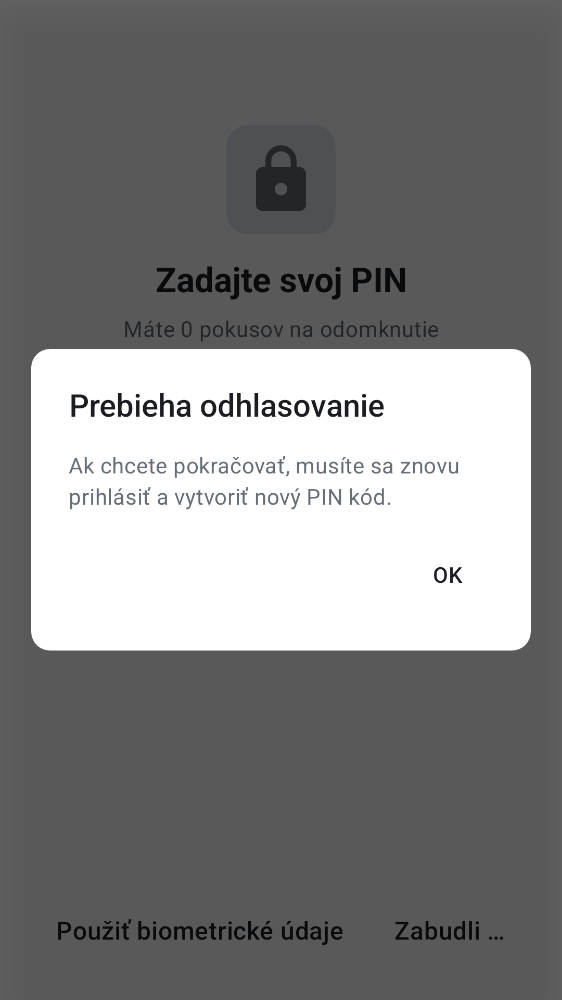 Zadajte svoj PIN
Máte 0 pokusov na odomknutie
Prebieha odhlasovanie
Ak chcete pokračovať, musíte sa znovu
prihlásiť a vytvoriť nový PIN kód.
OK
Použiť biometrické údaje
Zabudli ...